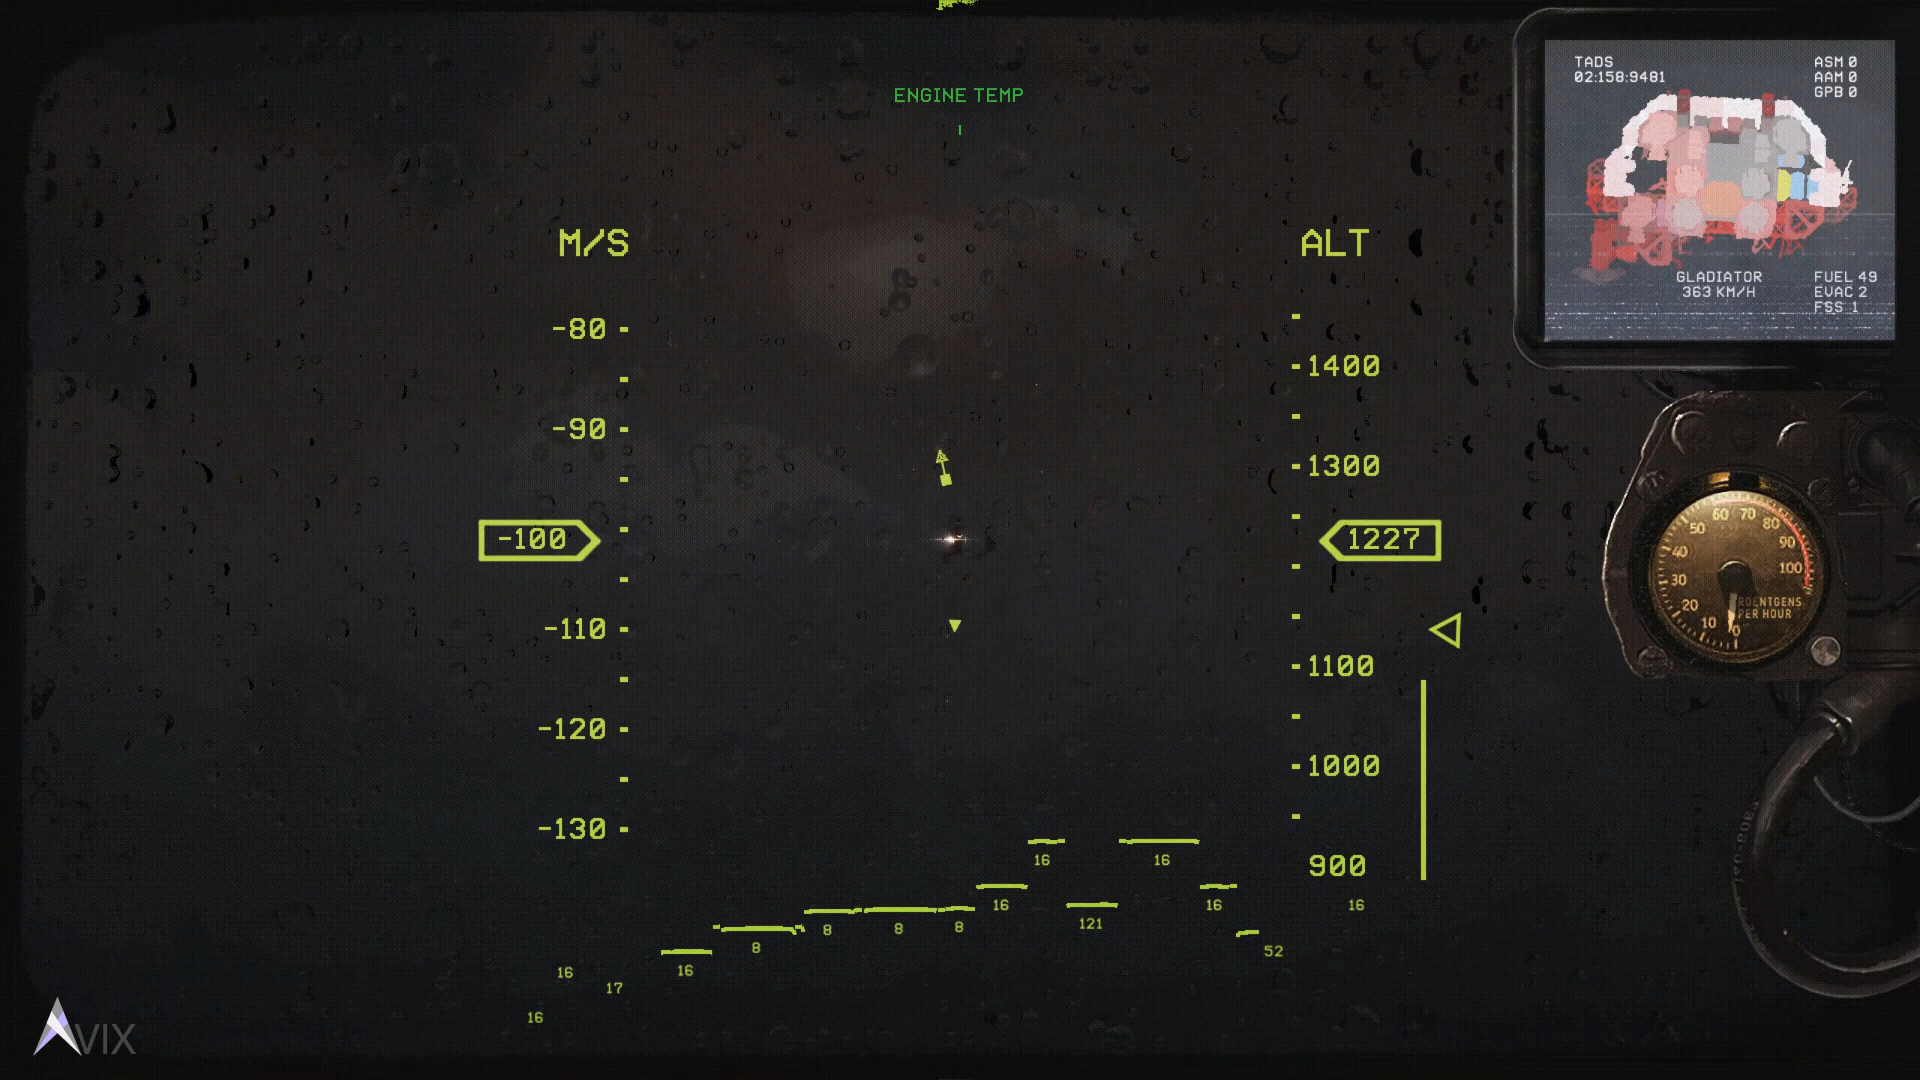 ENGINE TEMP
M/S
-80
-90
-100
-110
-120
-130
ALT
1400
1300
1227
1100
1000
900
16
16
16
16
16
121
52
16
8
8
8
8
16
16
17
16
TADS
02:158:9481
ASM 0
AAM 0
GPB 0
GLADIATOR
363 KM/H
FUEL 49
EVAC 2
FSS 1
0
10
20
30
40
50
60
70
80
90
100
ROENTGENS
PER HOUR
AVIX